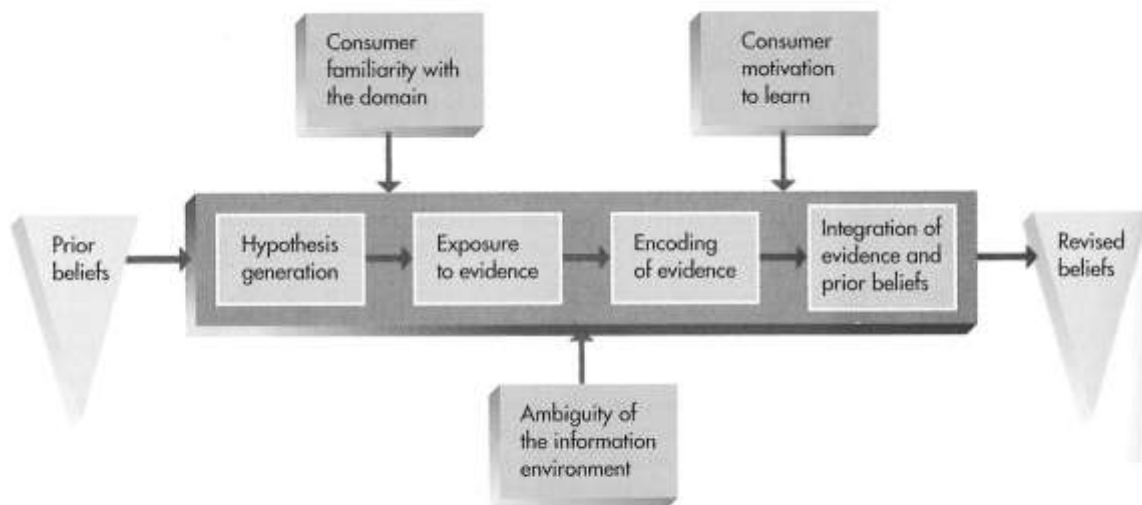 Consumer
familiarity with
the domain
Consumer
motivation
to learn
Prior
beliefs
Hypothesis
generation
Exposure
to evidence
Encoding
of evidence
Integration of
evidence and
prior beliefs
Revised
beliefs
Ambiguity of
the information
environment